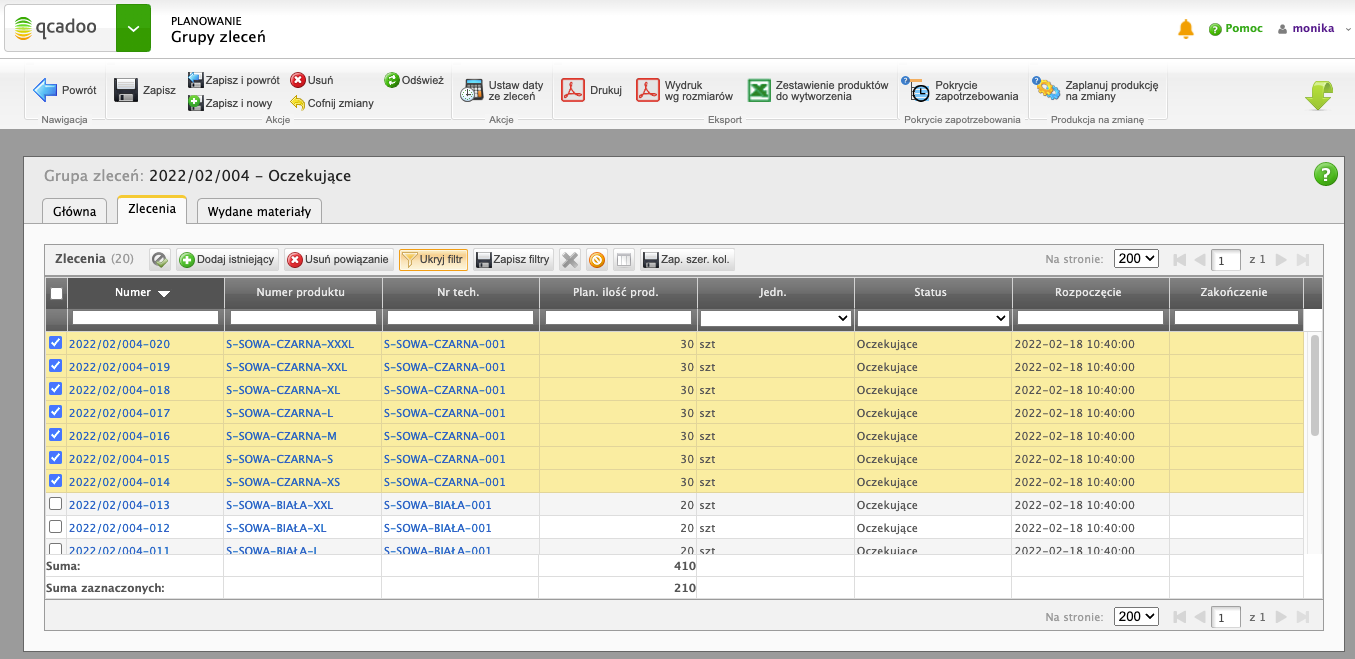 qcadoo
PLANOWANIE
Grupy zleceń
Pomoc
monika
Powrót
Nawigacja
Zapisz
Zapisz i powrót
Zapisz i nowy
Usuń
Cofnij zmiany
Odśwież
Akcje
Ustaw daty
ze zleceń
Akcje
Drukuj
Wydruk
wg rozmiarów
Zestawienie produktów
do wytworzenia
Eksport
Pokrycie
zapotrzebowania
Pokrycie zapotrzebowania
Zaplanuj produkcję
na zmiany
Produkcja na zmianę
Grupa zleceń: 2022/02/004 - Oczekujące
Główna Zlecenia Wydane materiały
Zlecenia (20) Dodaj istniejący Usuń powiązanie Ukryj filtr Zapisz filtry Zap. szer. kol. Na stronie: 200 1 z 1
Numer Numer produktu Nr tech. Plan. ilość prod. Jedn. Status Rozpoczęcie Zakończenie
2022/02/004-020 S-SOWA-CZARNA-XXXL S-SOWA-CZARNA-001 30 szt Oczekujące 2022-02-18 10:40:00
2022/02/004-019 S-SOWA-CZARNA-XXL S-SOWA-CZARNA-001 30 szt Oczekujące 2022-02-18 10:40:00
2022/02/004-018 S-SOWA-CZARNA-XL S-SOWA-CZARNA-001 30 szt Oczekujące 2022-02-18 10:40:00
2022/02/004-017 S-SOWA-CZARNA-L S-SOWA-CZARNA-001 30 szt Oczekujące 2022-02-18 10:40:00
2022/02/004-016 S-SOWA-CZARNA-M S-SOWA-CZARNA-001 30 szt Oczekujące 2022-02-18 10:40:00
2022/02/004-015 S-SOWA-CZARNA-S S-SOWA-CZARNA-001 30 szt Oczekujące 2022-02-18 10:40:00
2022/02/004-014 S-SOWA-CZARNA-XS S-SOWA-CZARNA-001 30 szt Oczekujące 2022-02-18 10:40:00
2022/02/004-013 S-SOWA-BIAŁA-XXL S-SOWA-BIAŁA-001 20 szt Oczekujące 2022-02-18 10:40:00
2022/02/004-012 S-SOWA-BIAŁA-XL S-SOWA-BIAŁA-001 20 szt Oczekujące 2022-02-18 10:40:00
2022/02/004-011 S-SOWA-BIAŁA-L S-SOWA-BIAŁA-001 20 szt Oczekujące 2022-02-18 10:40:00
Suma: 410
Suma zaznaczonych: 210
Na stronie: 200 1 z 1